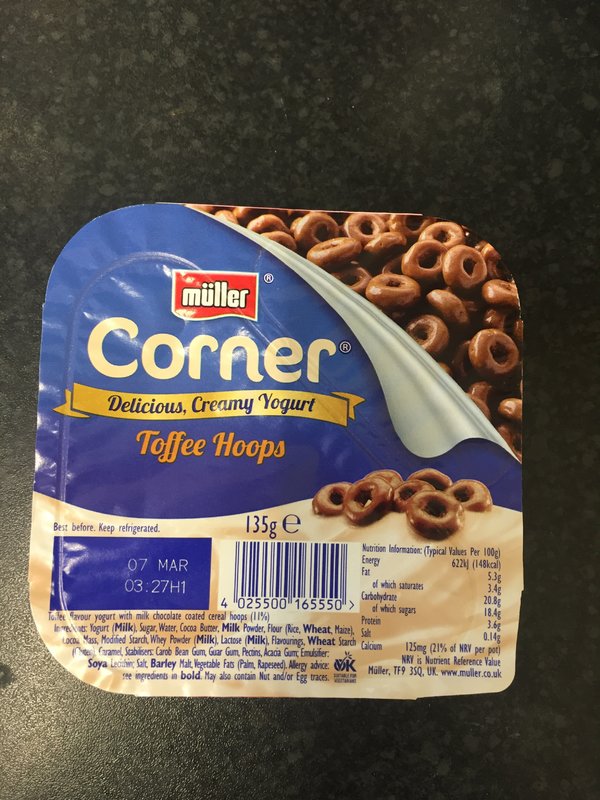 müller ®
Corner ®
Delicious, Creamy Yogurt
Toffee Hoops
Best before. Keep refrigerated.
135g e
07 MAR
03:27H1
4 025500 165550 >
Toffee flavour yogurt with milk chocolate coated cereal hoops (11%)
Ingredients: Yogurt (Milk), Sugar, Water, Cocoa Butter, Milk Powder, Flour (Rice, Wheat, Maize),
Cocoa Mass, Modified Starch, Whey Powder (Milk), Lactose (Milk), Flavourings, Wheat Starch
(Gluten), Caramel, Stabilisers: Carob Bean Gum, Guar Gum, Pectins, Acacia Gum; Emulsifier:
Soya Lecithin; Salt, Barley Malt, Vegetable Fats (Palm, Rapeseed). Allergy advice:
see ingredients in bold. May also contain Nut and/or Egg traces.
SUITABLE FOR
VEGETARIANS
Nutrition Information: (Typical Values Per 100g)
Energy 622kJ (148kcal)
Fat 5.3g
of which saturates 3.4g
Carbohydrate 20.8g
of which sugars 18.4g
Protein 3.6g
Salt 0.14g
Calcium 125mg (21% of NRV per pot)
NRV is Nutrient Reference Value
Müller, TF9 3SQ, UK. www.muller.co.uk